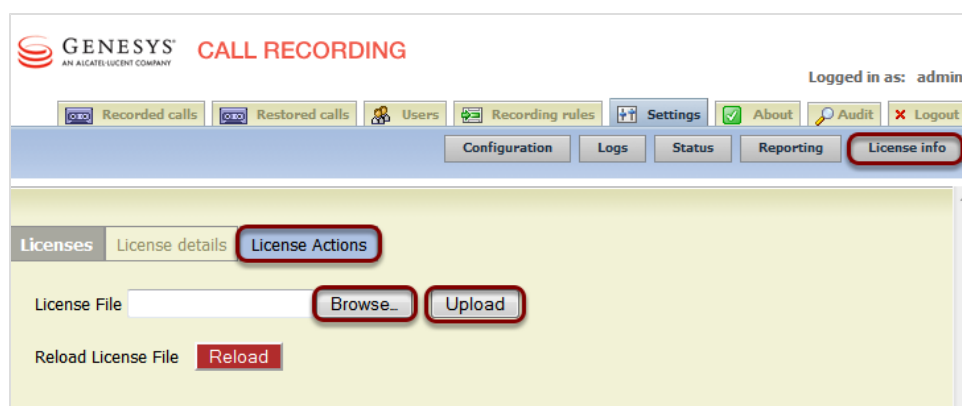 GENESYS CALL RECORDING
AN ALCATEL-LUCENT COMPANY
Logged in as: admin
Recorded calls Restored calls Users Recording rules Settings About Audit Logout
Configuration Logs Status Reporting License info
Licenses License details License Actions
License File Browse... Upload
Reload License File Reload